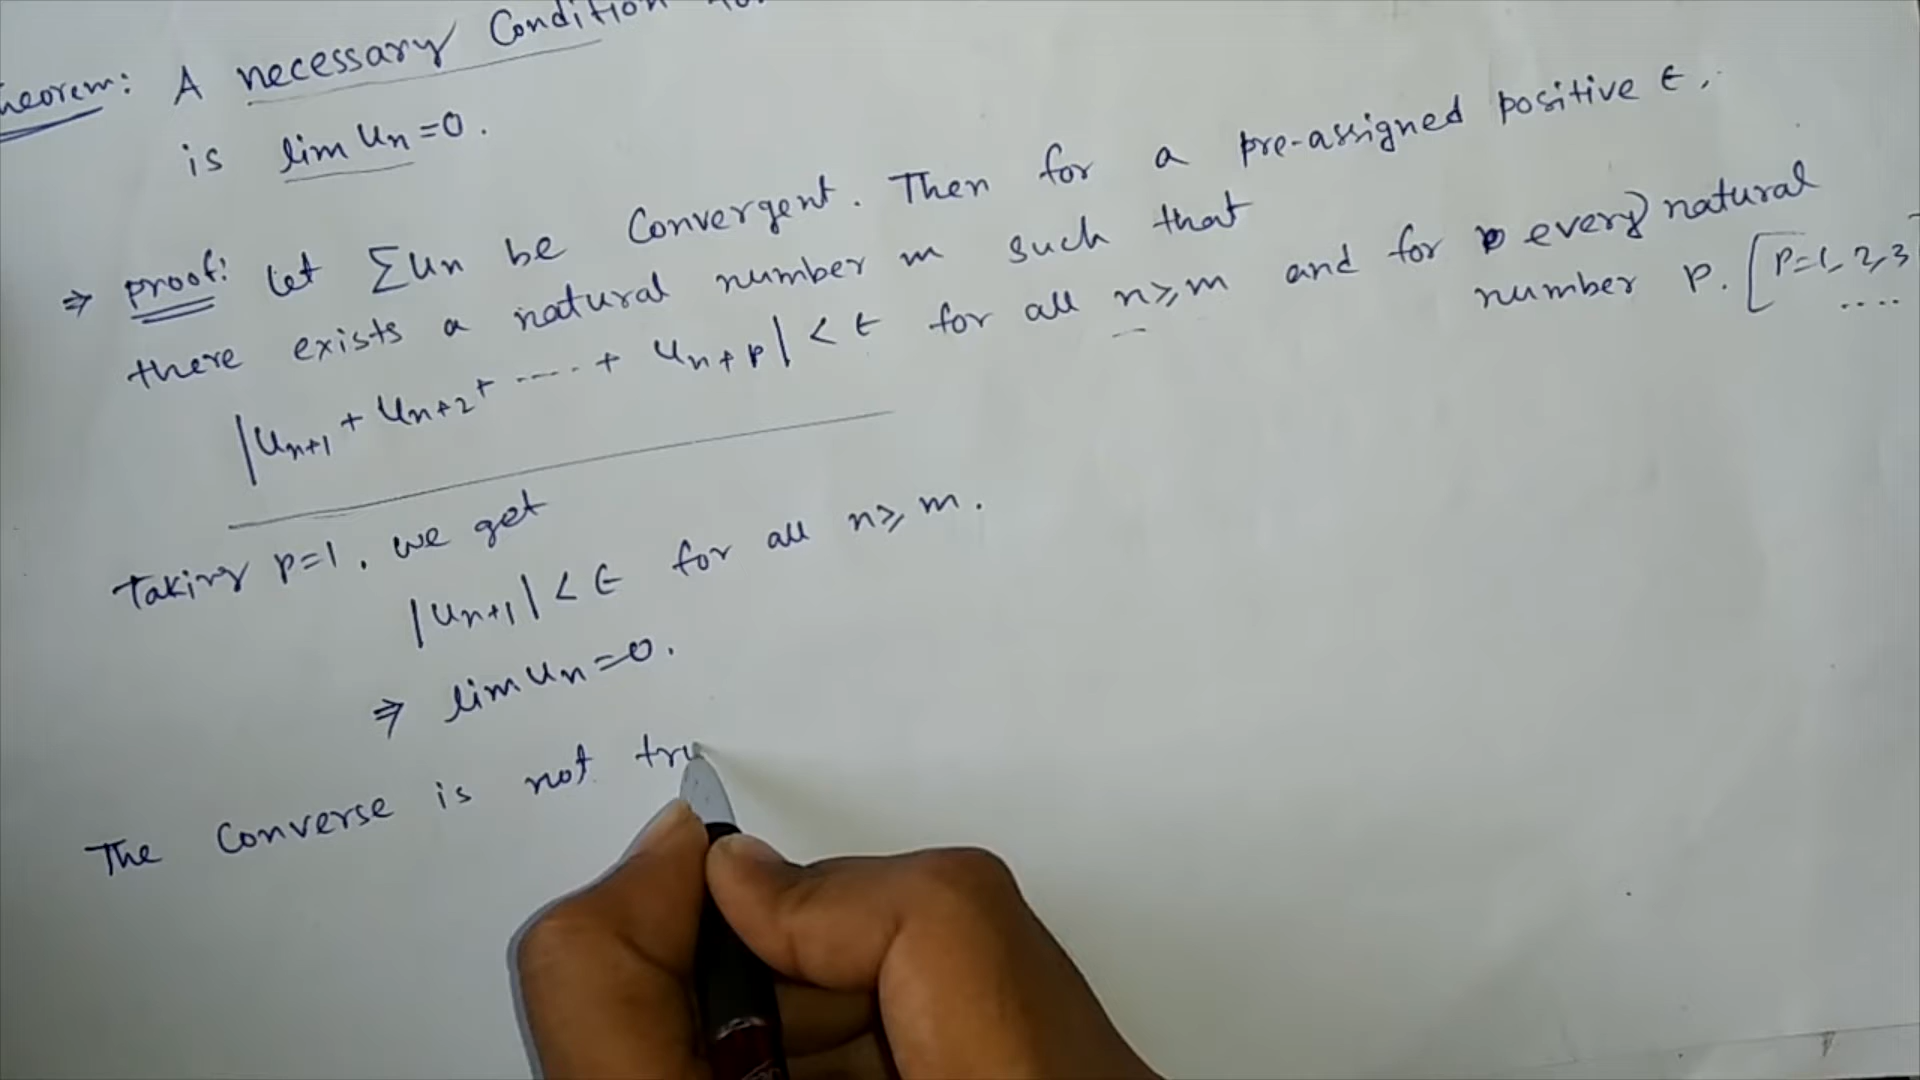 heorem: A necessary Condition
is lim un = 0.
⇒ proof: Let ∑un be Convergent. Then for a pre-assigned positive ϵ,
there exists a natural number m such that
|un+1 + un+2 + ..... + un+p| < ϵ for all n ≥ m and for every natural
number p. [P=1, 2, 3
....
Taking p=1, we get
|un+1| < ϵ for all n ≥ m.
⇒ lim un = 0.
The Converse is not tru